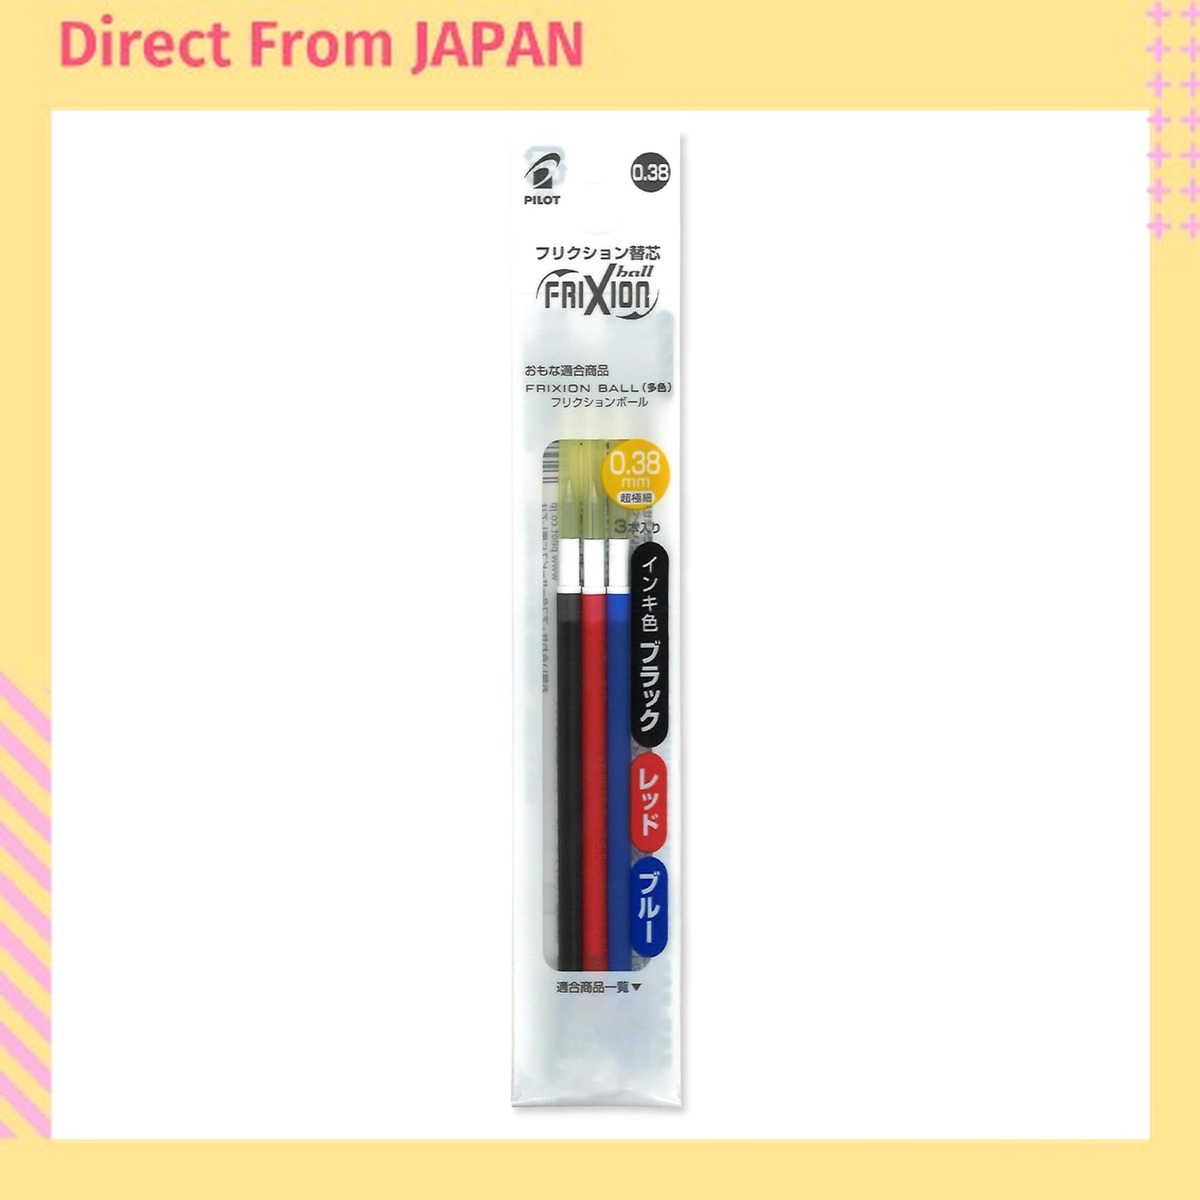 Direct From JAPAN
PILOT
0.38
フリクション替芯
FRIXION ball
おもな適合商品
FRIXION BALL(多色)
フリクションボール
0.38
mm
超極細
3本入り
インキ色 ブラック
レッド
ブルー
適合商品一覧▼